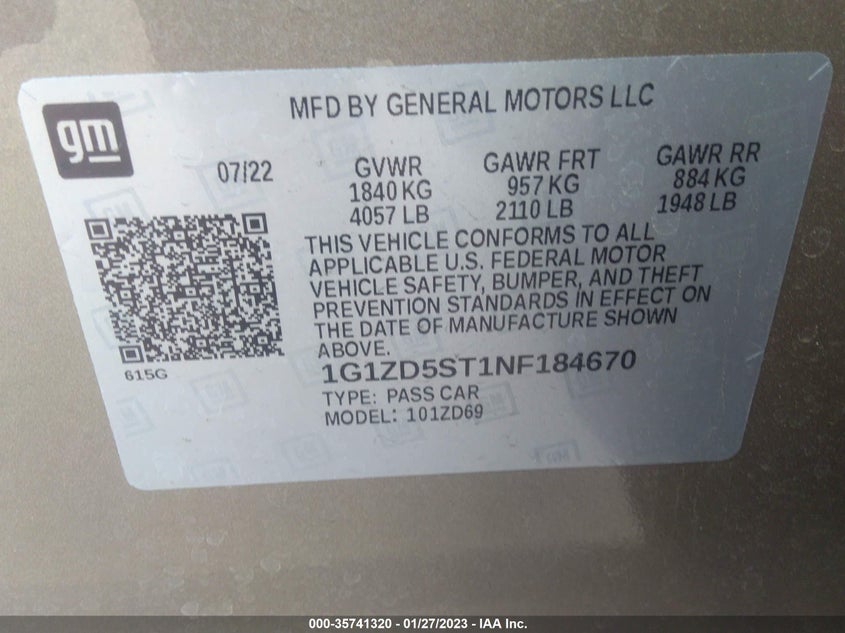 gm
MFD BY GENERAL MOTORS LLC
07/22
GVWR
1840 KG
4057 LB
GAWR FRT
957 KG
2110 LB
GAWR RR
884 KG
1948 LB
THIS VEHICLE CONFORMS TO ALL
APPLICABLE U.S. FEDERAL MOTOR
VEHICLE SAFETY, BUMPER, AND THEFT
PREVENTION STANDARDS IN EFFECT ON
THE DATE OF MANUFACTURE SHOWN
ABOVE.
615G
1G1ZD5ST1NF184670
TYPE: PASS CAR
MODEL: 101ZD69
000-35741320 - 01/27/2023 - IAA Inc.